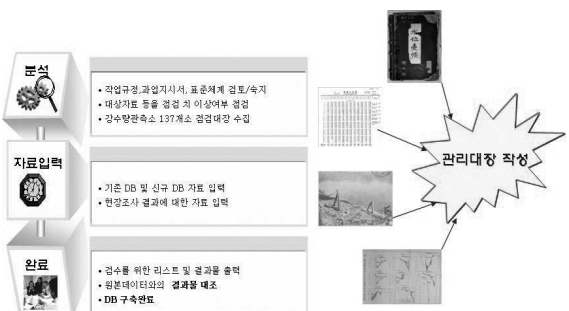 분석
• 작업규정,과업지시서, 표준체계 검토/숙지
• 대상자료 등을 점검 치 이상여부 점검
• 강수량관측소 137개소 점검대장 수집
자료입력
• 기존 DB 및 신규 DB 자료 입력
• 현장조사 결과에 대한 자료 입력
완료
• 검수를 위한 리스트 및 결과물 출력
• 원본데이터와의 결과물 대조
• DB 구축완료
관리대장 작성